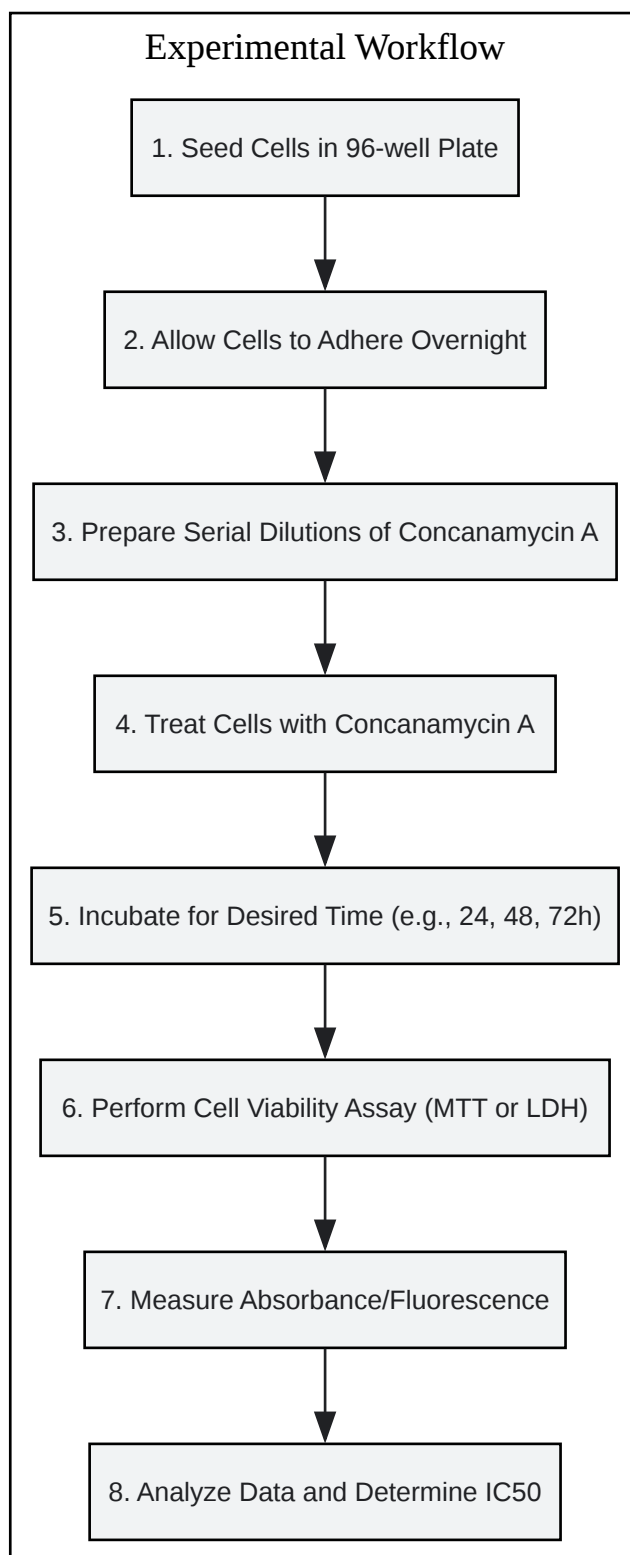 Experimental Workflow
1. Seed Cells in 96-well Plate
2. Allow Cells to Adhere Overnight
3. Prepare Serial Dilutions of Concanamycin A
4. Treat Cells with Concanamycin A
5. Incubate for Desired Time (e.g., 24, 48, 72h)
6. Perform Cell Viability Assay (MTT or LDH)
7. Measure Absorbance/Fluorescence
8. Analyze Data and Determine IC50